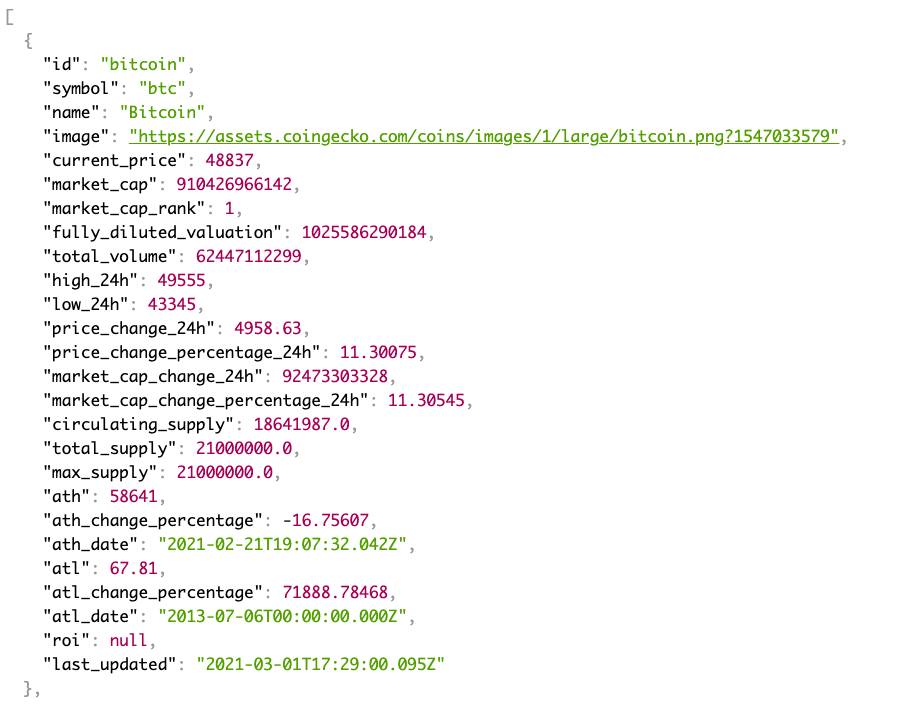 [
  {
    "id": "bitcoin",
    "symbol": "btc",
    "name": "Bitcoin",
    "image": "https://assets.coingecko.com/coins/images/1/large/bitcoin.png?1547033579",
    "current_price": 48837,
    "market_cap": 910426966142,
    "market_cap_rank": 1,
    "fully_diluted_valuation": 1025586290184,
    "total_volume": 62447112299,
    "high_24h": 49555,
    "low_24h": 43345,
    "price_change_24h": 4958.63,
    "price_change_percentage_24h": 11.30075,
    "market_cap_change_24h": 92473303328,
    "market_cap_change_percentage_24h": 11.30545,
    "circulating_supply": 18641987.0,
    "total_supply": 21000000.0,
    "max_supply": 21000000.0,
    "ath": 58641,
    "ath_change_percentage": -16.75607,
    "ath_date": "2021-02-21T19:07:32.042Z",
    "atl": 67.81,
    "atl_change_percentage": 71888.78468,
    "atl_date": "2013-07-06T00:00:00.000Z",
    "roi": null,
    "last_updated": "2021-03-01T17:29:00.095Z"
  },